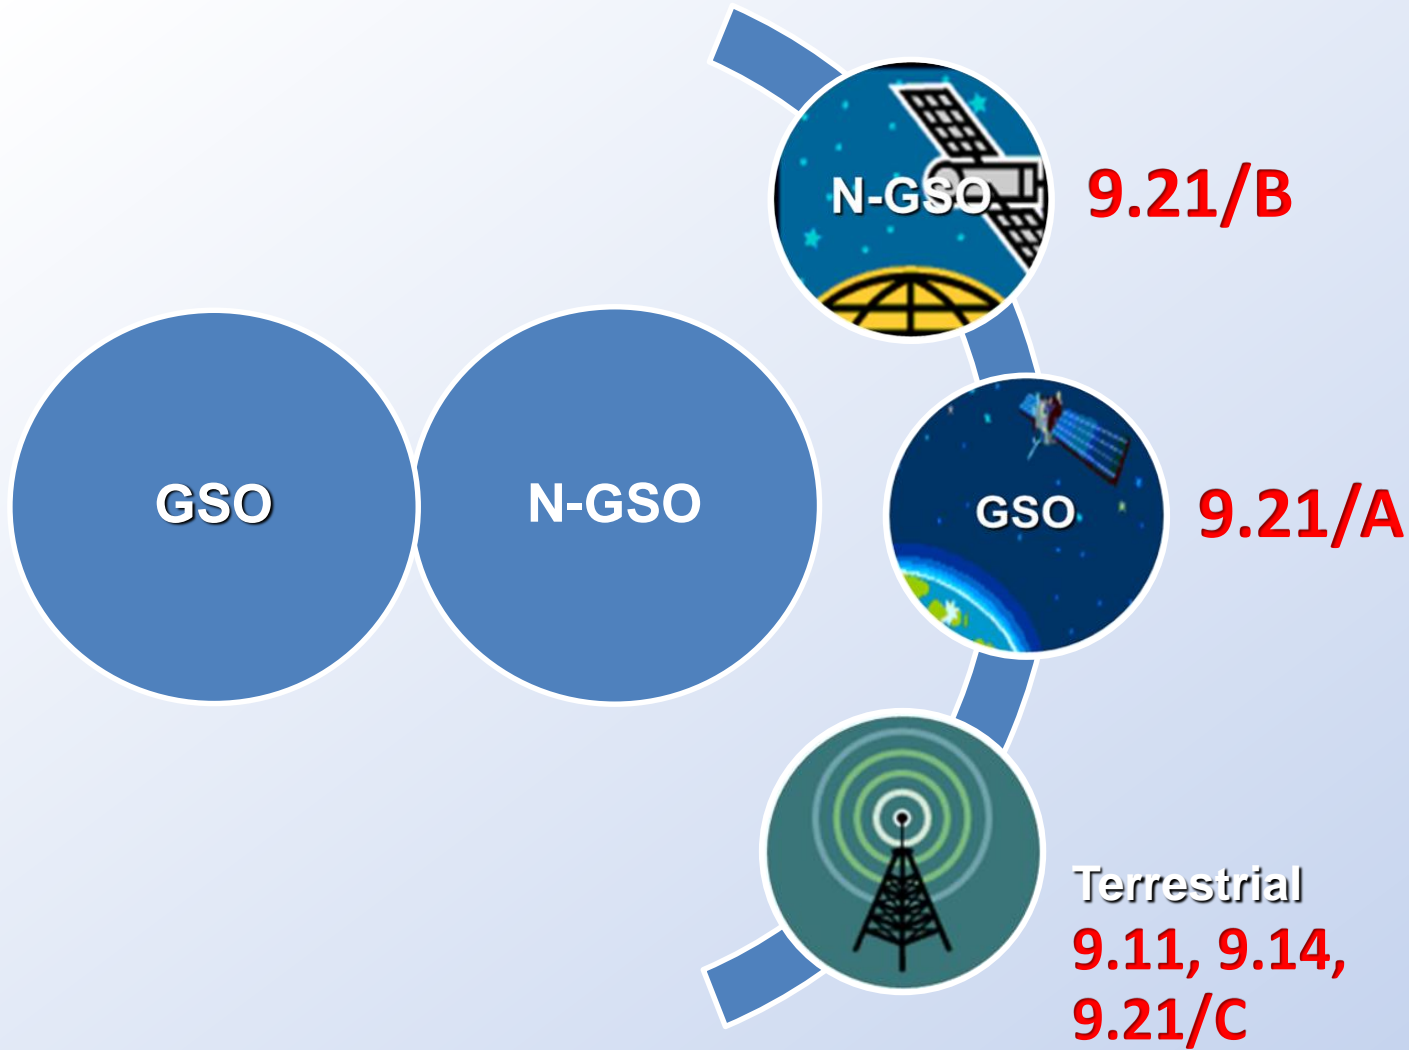 N-GSO
9.21/B
GSO
N-GSO
GSO
9.21/A
Terrestrial
9.11, 9.14,
9.21/C